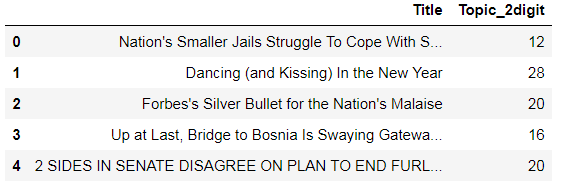 Title Topic_2digit
0 Nation's Smaller Jails Struggle To Cope With S... 12
1 Dancing (and Kissing) In the New Year 28
2 Forbes's Silver Bullet for the Nation's Malaise 20
3 Up at Last, Bridge to Bosnia Is Swaying Gatewa... 16
4 2 SIDES IN SENATE DISAGREE ON PLAN TO END FURL... 20